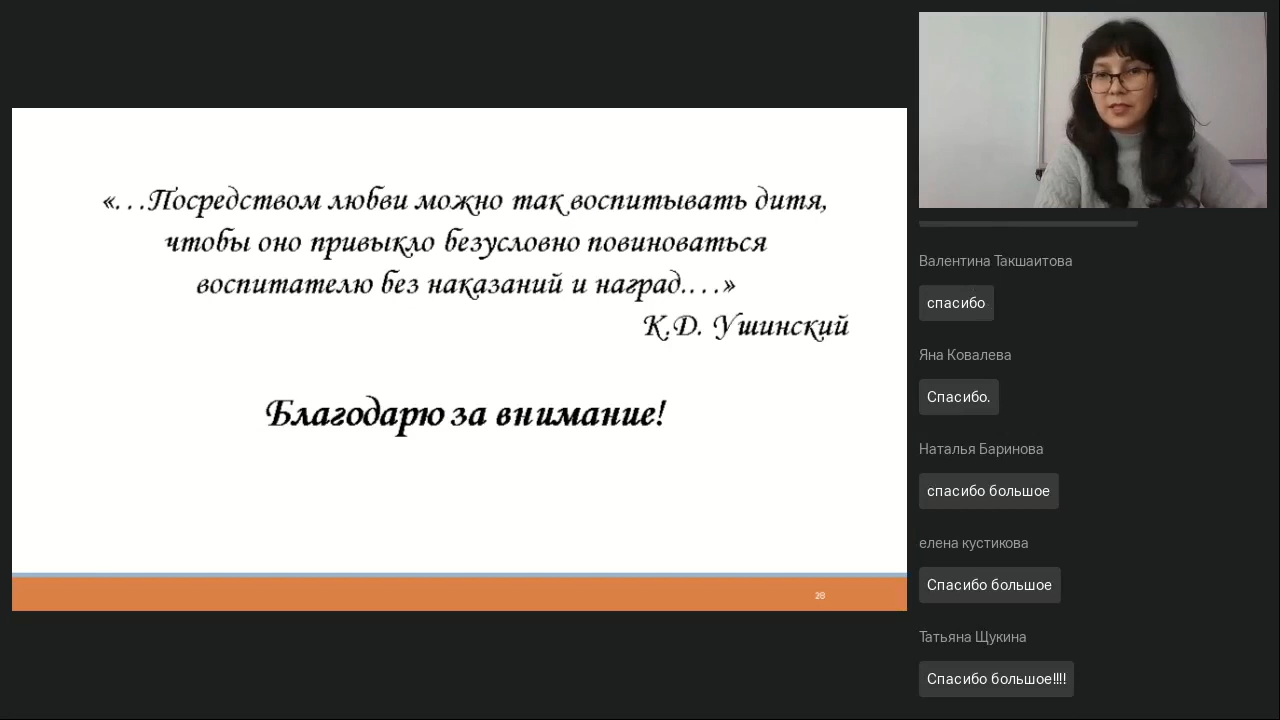 «…Посредством любви можно так воспитывать дитя,
чтобы оно привыкло безусловно повиноваться
воспитателю без наказаний и наград.…»
К.Д. Ушинский
Благодарю за внимание!
28
Валентина Такшаитова
спасибо
Яна Ковалева
Спасибо.
Наталья Баринова
спасибо большое
елена кустикова
Спасибо большое
Татьяна Щукина
Спасибо большое!!!!